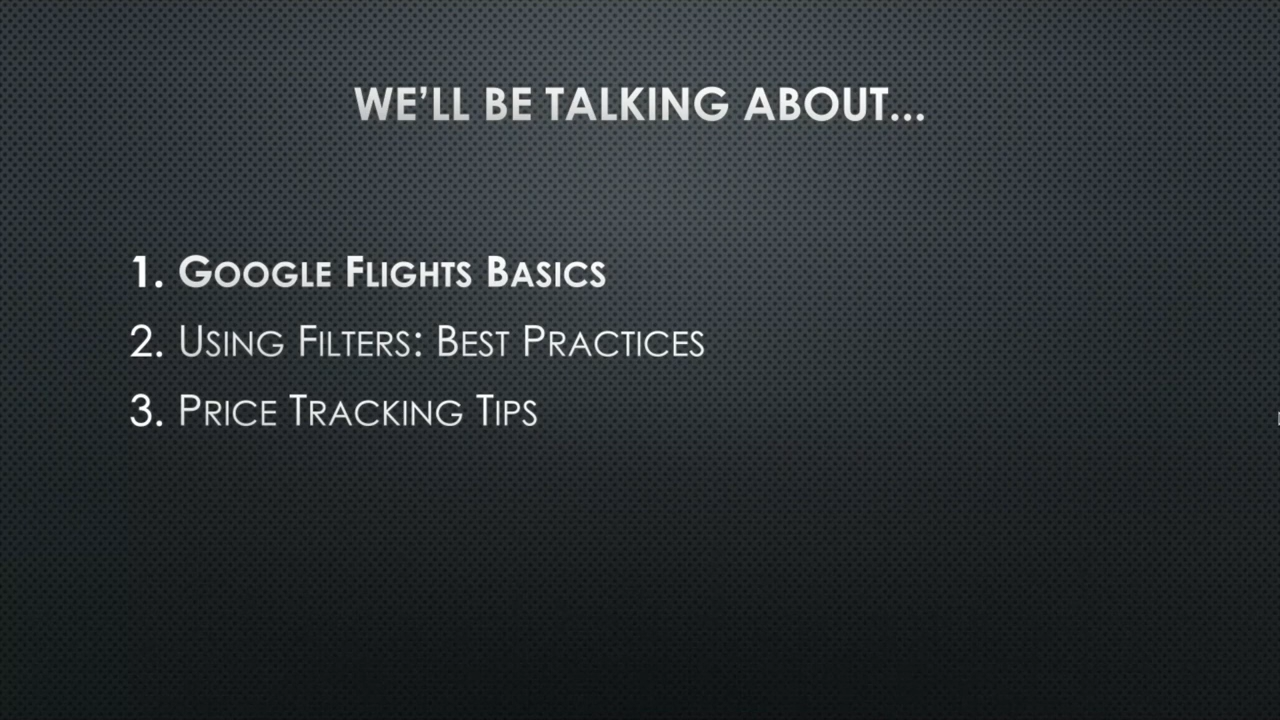 WE'LL BE TALKING ABOUT...
1. GOOGLE FLIGHTS BASICS
2. USING FILTERS: BEST PRACTICES
3. PRICE TRACKING TIPS